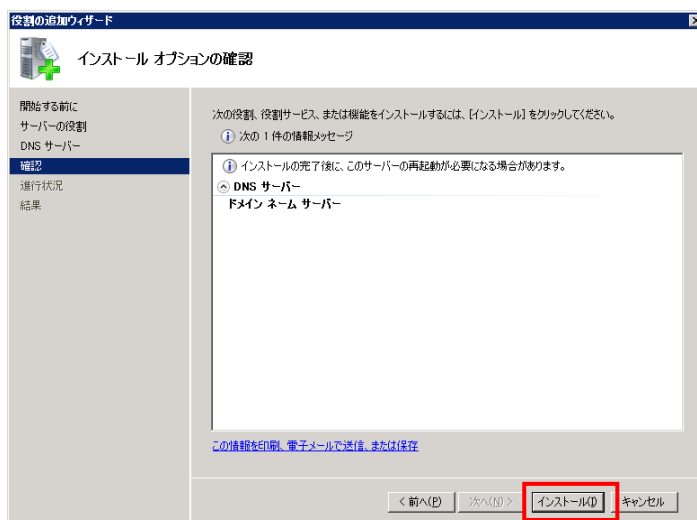 役割の追加ウィザード
インストール オプションの確認
開始する前に
サーバーの役割
DNS サーバー
確認
進行状況
結果
次の役割、役割サービス、または機能をインストールするには、[インストール] をクリックしてください。
次の 1 件の情報メッセージ
インストールの完了後に、このサーバーの再起動が必要になる場合があります。
DNS サーバー
ドメイン ネーム サーバー
この情報を印刷、電子メールで送信、または保存
< 前へ(P)
次へ(N) >
インストール(I)
キャンセル